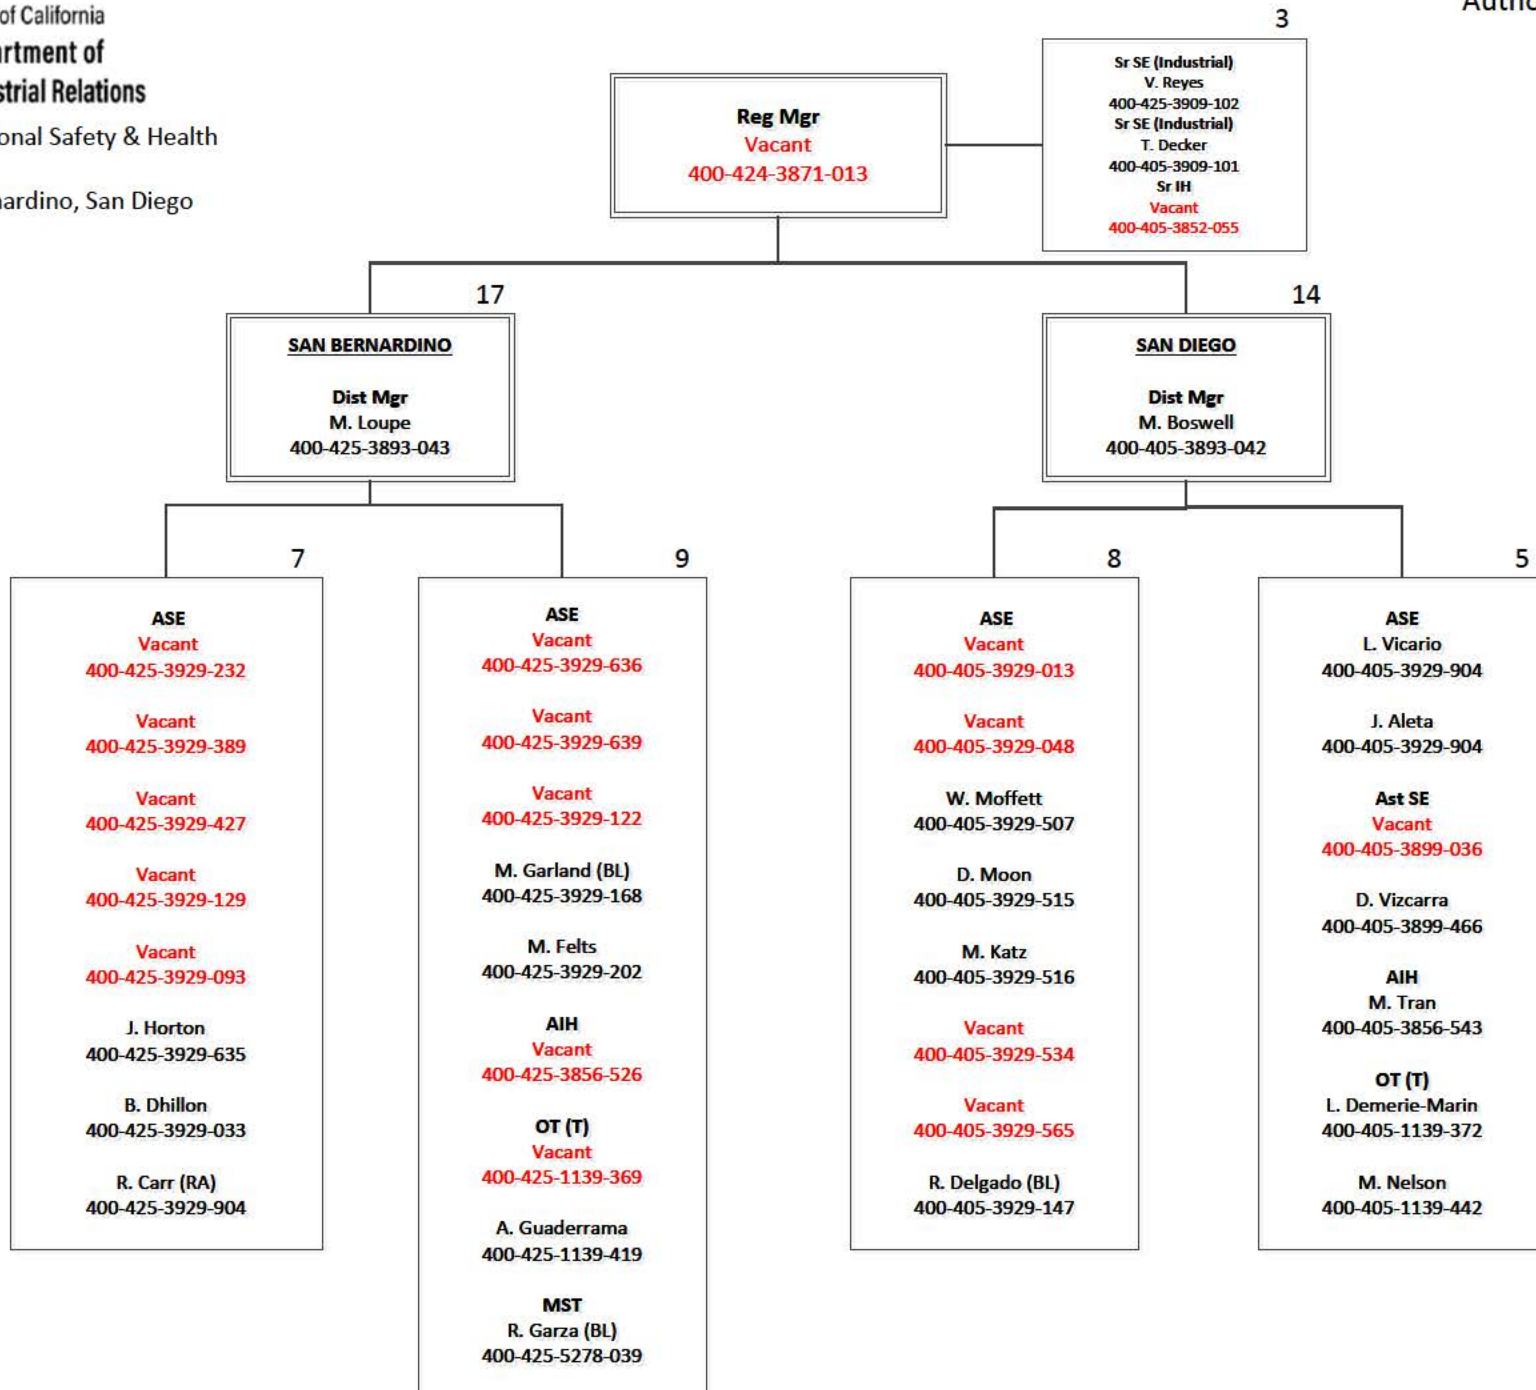 of California
Autho
3
artment of
strial Relations
onal Safety & Health
nardino, San Diego
Reg Mgr
Vacant
400-424-3871-013
Sr SE (Industrial)
V. Reyes
400-425-3909-102
Sr SE (Industrial)
T. Decker
400-405-3909-101
Sr IH
Vacant
400-405-3852-055
17
SAN BERNARDINO
Dist Mgr
M. Loupe
400-425-3893-043
14
SAN DIEGO
Dist Mgr
M. Boswell
400-405-3893-042
7
ASE
Vacant
400-425-3929-232
Vacant
400-425-3929-389
Vacant
400-425-3929-427
Vacant
400-425-3929-129
Vacant
400-425-3929-093
J. Horton
400-425-3929-635
B. Dhillon
400-425-3929-033
R. Carr (RA)
400-425-3929-904
9
ASE
Vacant
400-425-3929-636
Vacant
400-425-3929-639
Vacant
400-425-3929-122
M. Garland (BL)
400-425-3929-168
M. Felts
400-425-3929-202
AIH
Vacant
400-425-3856-526
OT (T)
Vacant
400-425-1139-369
A. Guaderrama
400-425-1139-419
MST
R. Garza (BL)
400-425-5278-039
8
ASE
Vacant
400-405-3929-013
Vacant
400-405-3929-048
W. Moffett
400-405-3929-507
D. Moon
400-405-3929-515
M. Katz
400-405-3929-516
Vacant
400-405-3929-534
Vacant
400-405-3929-565
R. Delgado (BL)
400-405-3929-147
5
ASE
L. Vicario
400-405-3929-904
J. Aleta
400-405-3929-904
Ast SE
Vacant
400-405-3899-036
D. Vizcarra
400-405-3899-466
AIH
M. Tran
400-405-3856-543
OT (T)
L. Demerie-Marin
400-405-1139-372
M. Nelson
400-405-1139-442